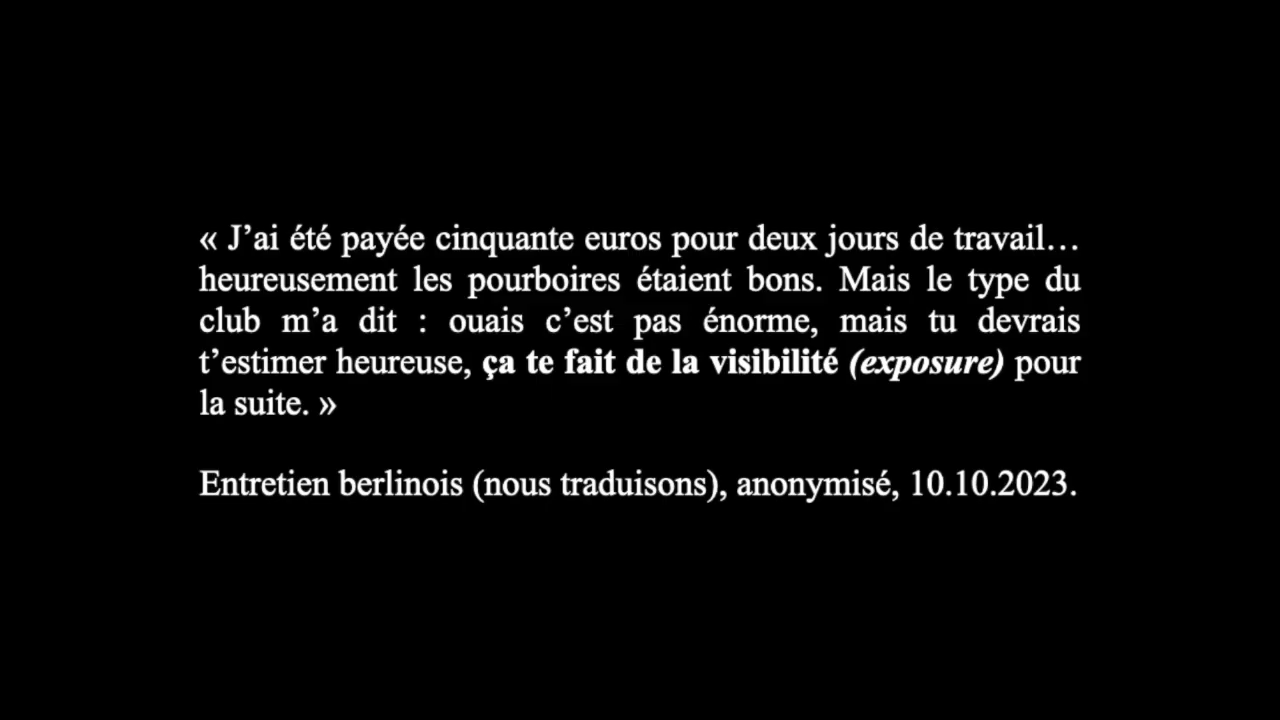 « J’ai été payée cinquante euros pour deux jours de travail…
heureusement les pourboires étaient bons. Mais le type du
club m’a dit : ouais c’est pas énorme, mais tu devrais
t’estimer heureuse, ça te fait de la visibilité (exposure) pour
la suite. »
Entretien berlinois (nous traduisons), anonymisé, 10.10.2023.